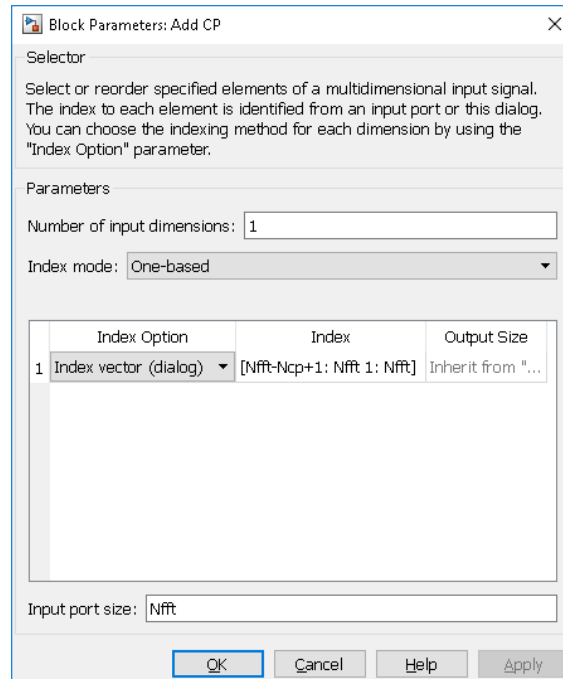 Block Parameters: Add CP
Selector
Select or reorder specified elements of a multidimensional input signal.
The index to each element is identified from an input port or this dialog.
You can choose the indexing method for each dimension by using the
"Index Option" parameter.
Parameters
Number of input dimensions: 1
Index mode: One-based
Index Option Index Output Size
1 Index vector (dialog) [Nfft-Ncp+1: Nfft 1: Nfft] Inherit from "...
Input port size: Nfft
OK Cancel Help Apply